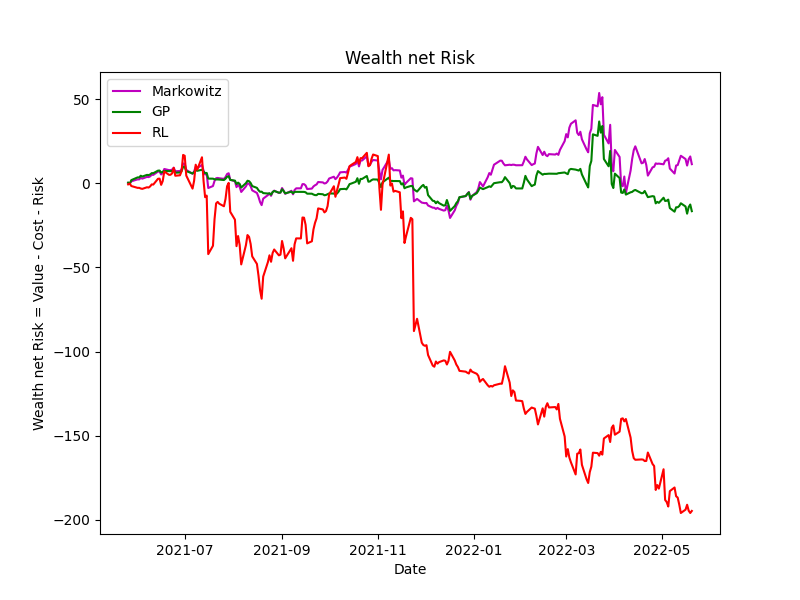 Wealth net Risk
Markowitz
GP
RL
Wealth net Risk = Value - Cost - Risk
50
0
−50
−100
−150
−200
2021-07
2021-09
2021-11
2022-01
2022-03
2022-05
Date